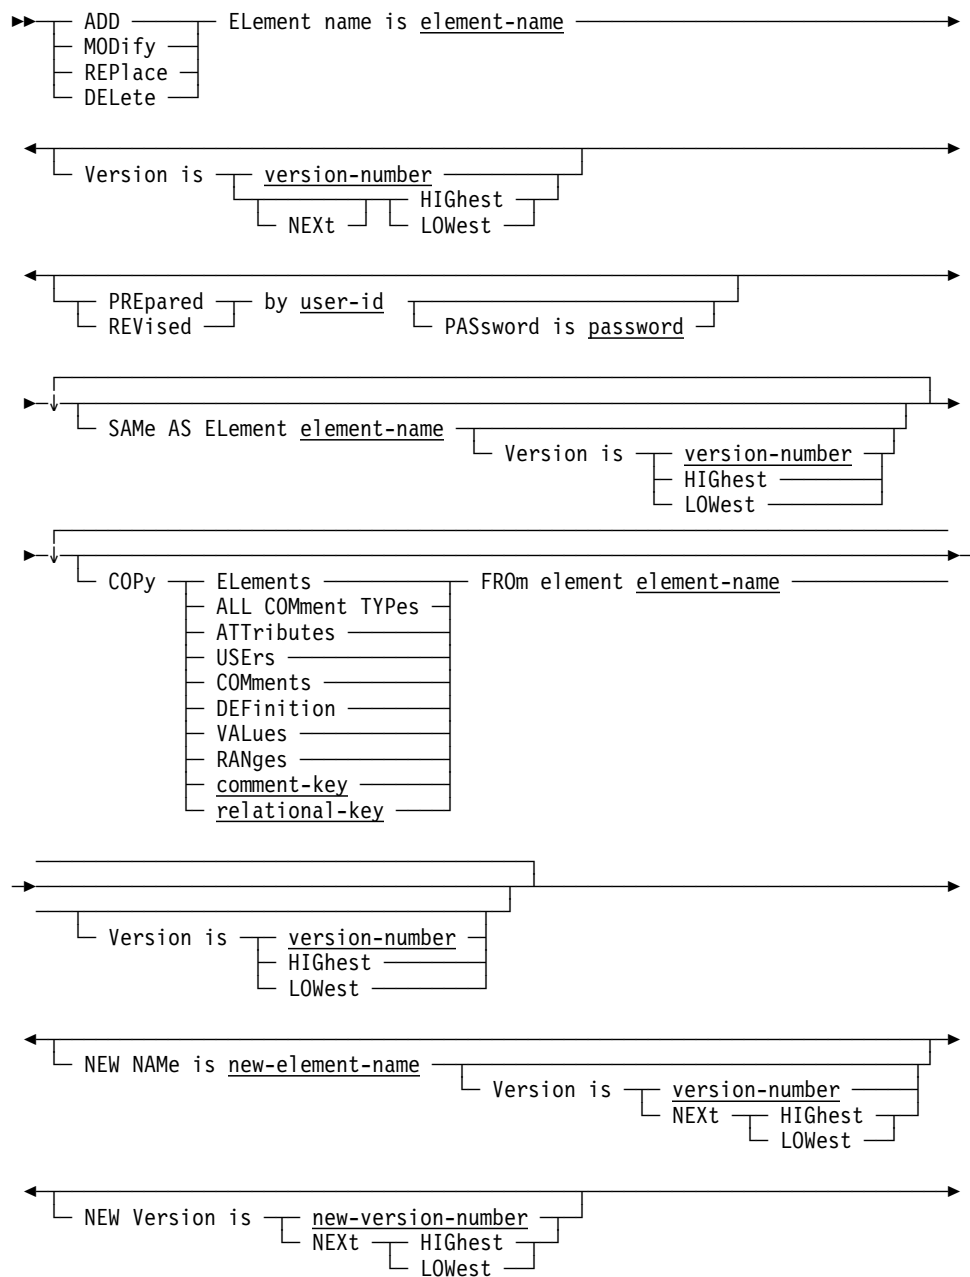 ADD ELement name is element-name
MODify
REPlace
DELete
Version is version-number
HIGhest
NEXt LOWest
PREpared by user-id
REVised PASsword is password
SAMe AS ELement element-name
Version is version-number
HIGhest
LOWest
COPy ELements FROm element element-name
ALL COMment TYPes
ATTributes
USErs
COMments
DEFinition
VALues
RANges
comment-key
relational-key
Version is version-number
HIGhest
LOWest
NEW NAMe is new-element-name
Version is version-number
NEXt HIGhest
LOWest
NEW Version is new-version-number
NEXt HIGhest
LOWest